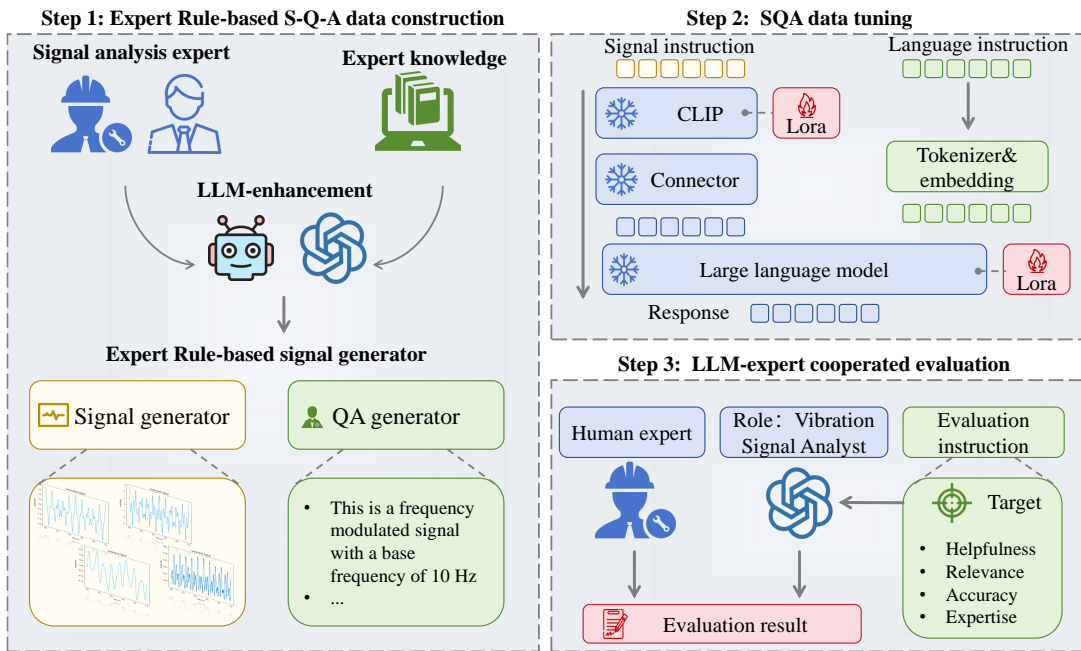 Step 1: Expert Rule-based S-Q-A data construction
Signal analysis expert
Expert knowledge
LLM-enhancement
Expert Rule-based signal generator
Signal generator
QA generator
• This is a frequency
modulated signal
with a base
frequency of 10 Hz
• ...
Step 2: SQA data tuning
Signal instruction
Language instruction
CLIP
Lora
Connector
Tokenizer&
embedding
Large language model
Lora
Response
Step 3: LLM-expert cooperated evaluation
Human expert
Role: Vibration
Signal Analyst
Evaluation
instruction
Target
• Helpfulness
• Relevance
• Accuracy
• Expertise
Evaluation result